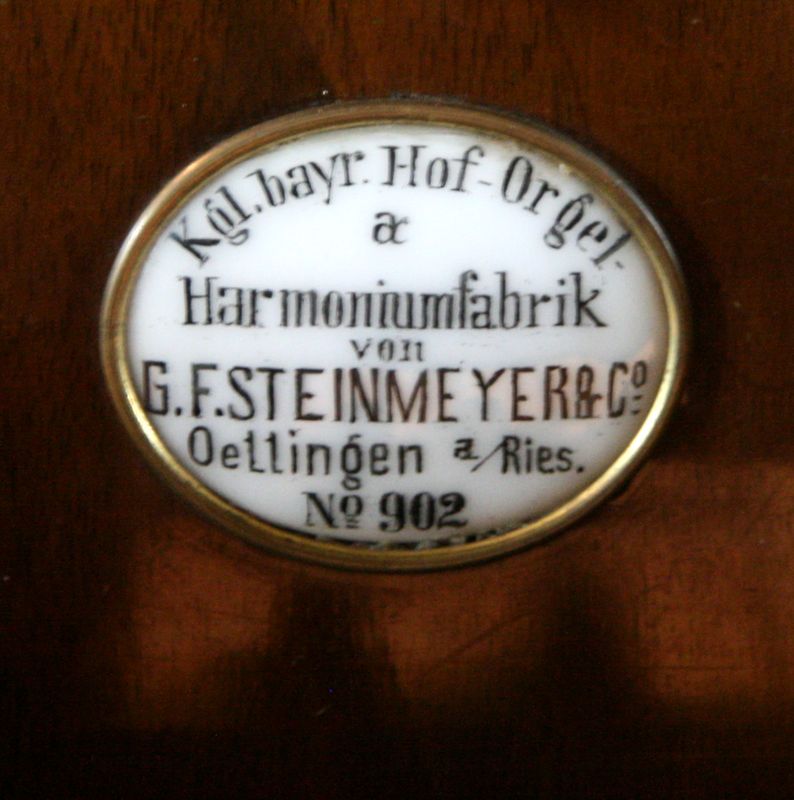 Kgl. bayr. Hof-Orgel-
&
Harmoniumfabrik
von
G.F.STEINMEYER & Cº
Oettingen a/Ries.
Nº 902